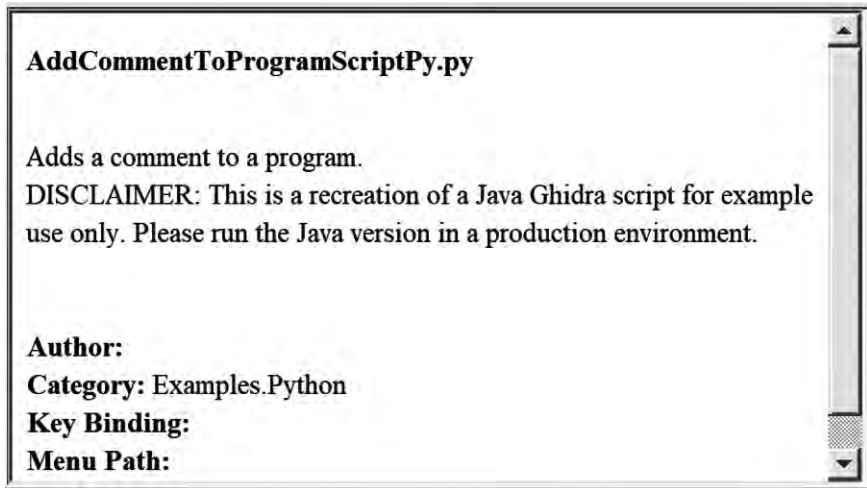 AddCommentToProgramScriptPy.py
Adds a comment to a program.
DISCLAIMER: This is a recreation of a Java Ghidra script for example
use only. Please run the Java version in a production environment.
Author:
Category: Examples.Python
Key Binding:
Menu Path: